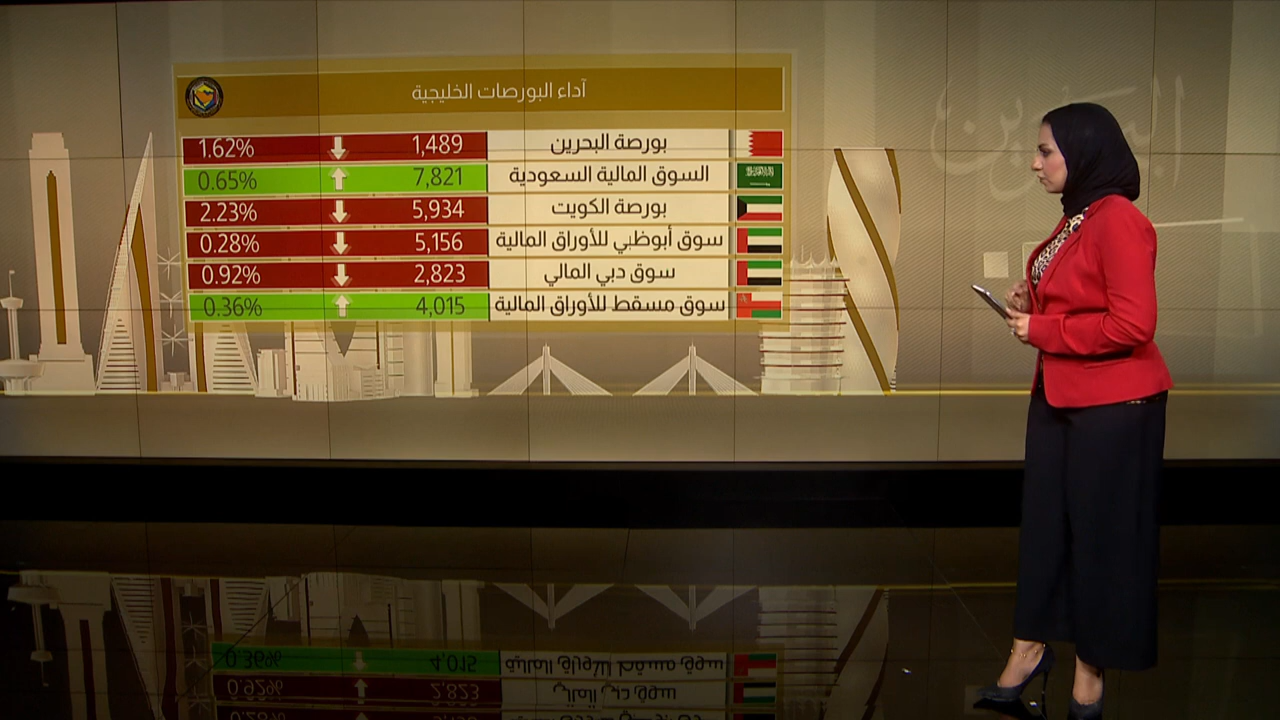 آداء البورصات الخليجية
بورصة البحرين 1,489 1.62%
السوق المالية السعودية 7,821 0.65%
بورصة الكويت 5,934 2.23%
سوق أبوظبي للأوراق المالية 5,156 0.28%
سوق دبي المالي 2,823 0.92%
سوق مسقط للأوراق المالية 4,015 0.36%
البحرين